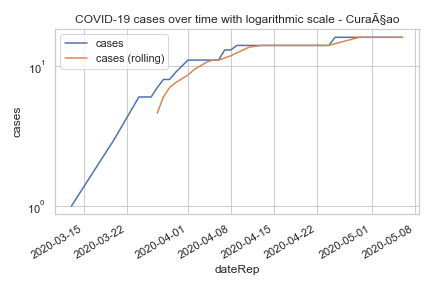 COVID-19 cases over time with logarithmic scale - CuraÃ§ao
cases
cases (rolling)
10¹
10⁰
cases
2020-03-15
2020-03-22
2020-04-01
2020-04-08
2020-04-15
2020-04-22
2020-05-01
2020-05-08
dateRep